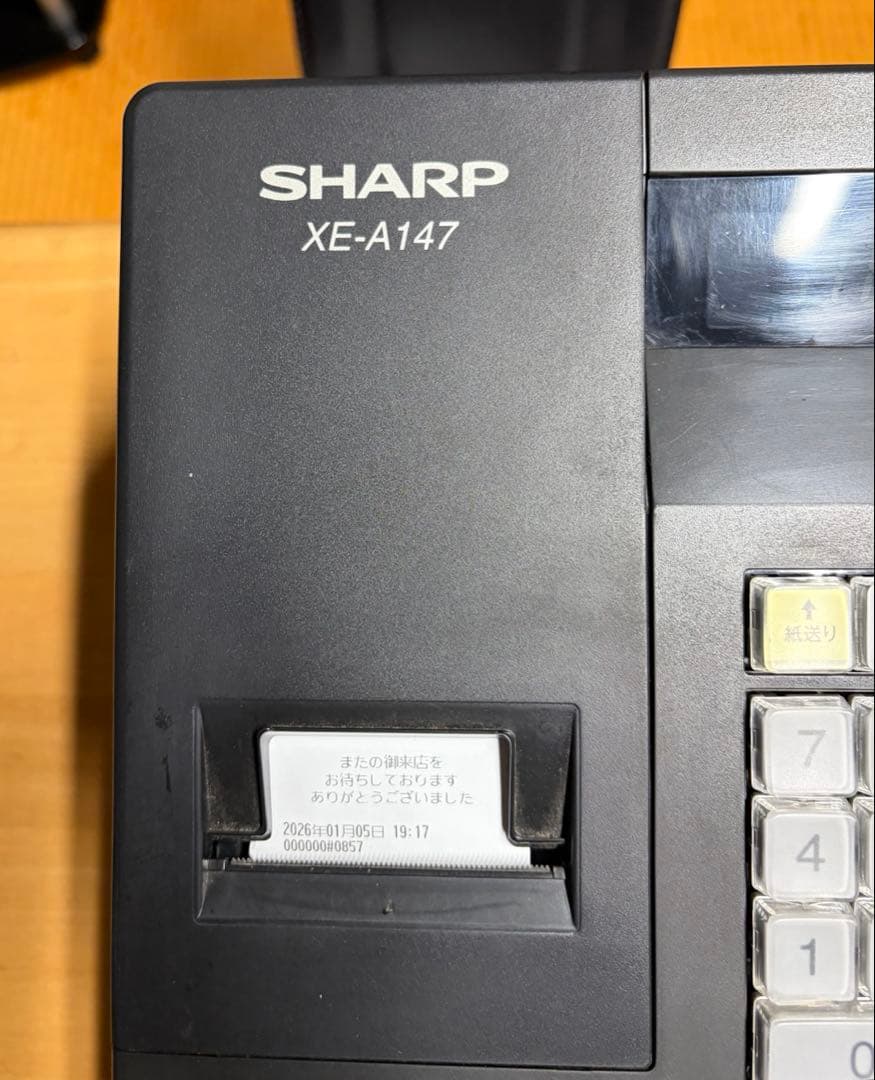 SHARP
XE-A147
↑
紙送り
7
4
1
0
またの御来店を
お待ちしております
ありがとうございました
2026年01月05日 19:17
000000#0857